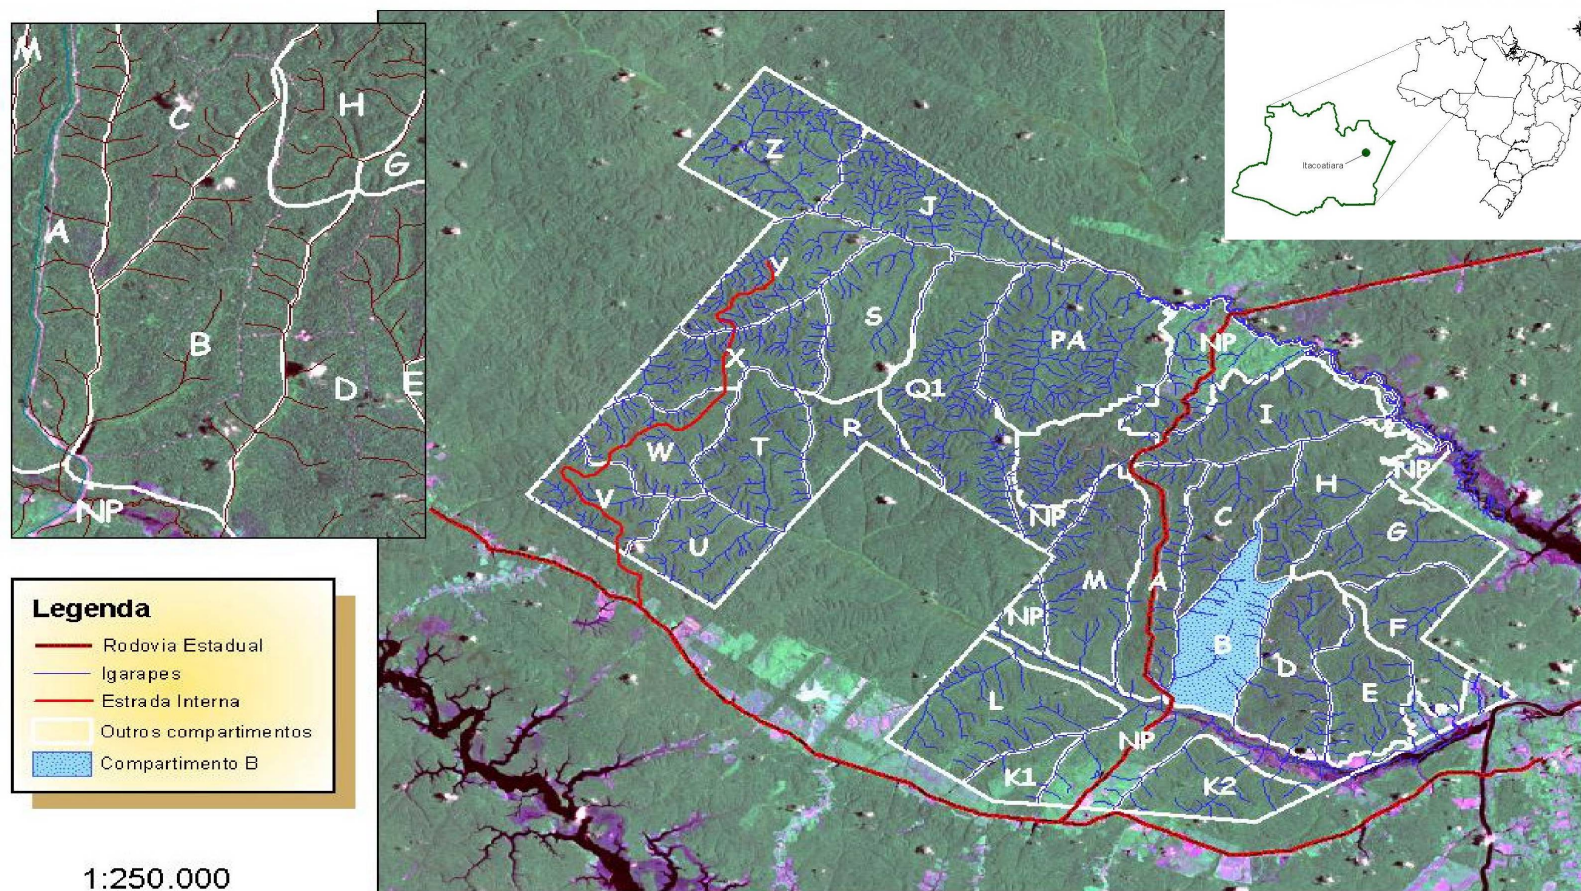 M
H
C
G
A
B
D
E
NP
Itacoatiara
Z
J
y
S
PA
NP
X
Q1
I
R
W
T
NP
H
V
NP
C
G
U
M
A
NP
F
B
D
L
E
NP
K1
K2
Legenda
Rodovia Estadual
Igarapes
Estrada Interna
Outros compartimentos
Compartimento B
1:250.000